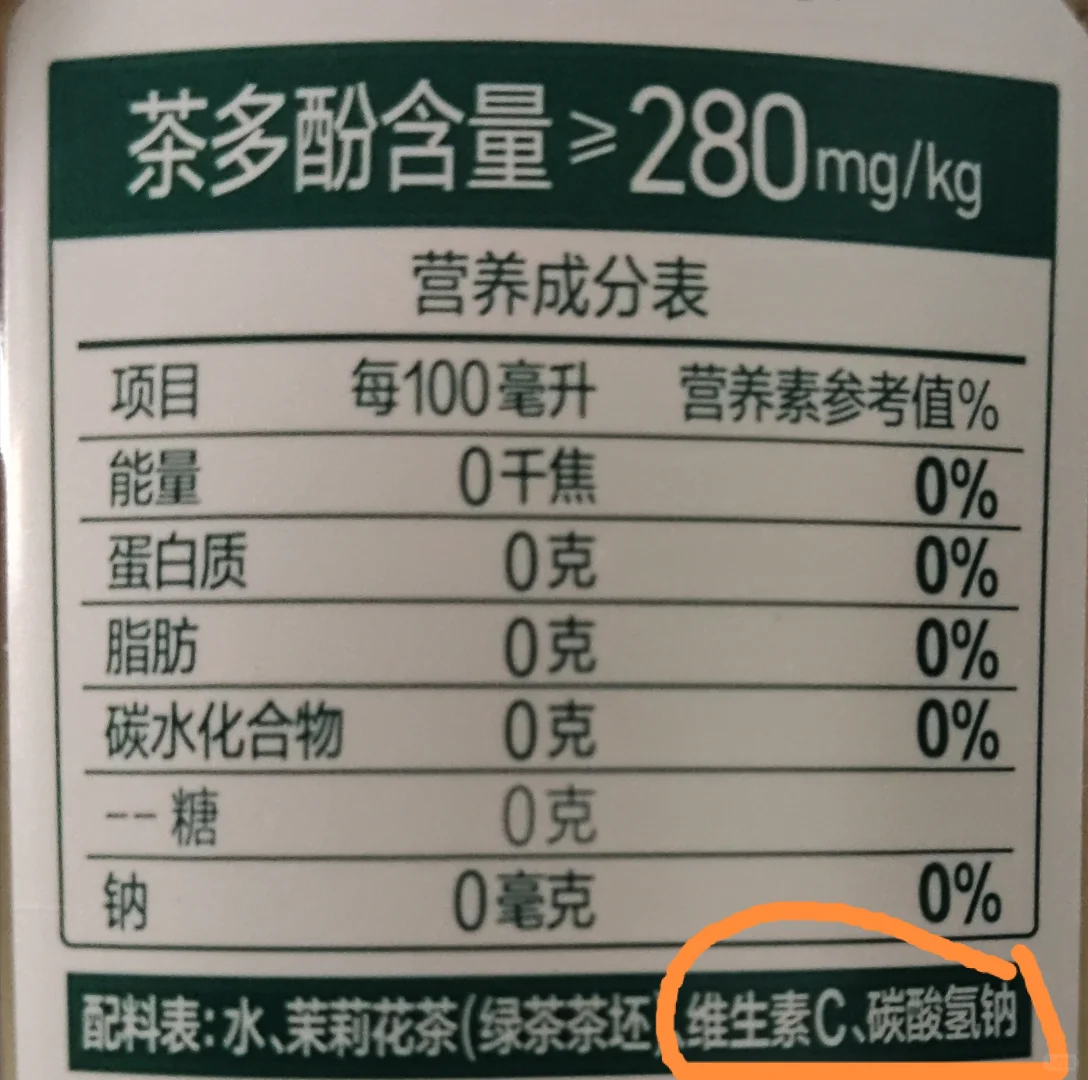 茶多酚含量≥280mg/kg
营养成分表
项目 每100毫升 营养素参考值%
能量 0千焦 0%
蛋白质 0克 0%
脂肪 0克 0%
碳水化合物 0克 0%
--糖 0克
钠 0毫克 0%
配料表:水、茉莉花茶(绿茶茶坯)、维生素C、碳酸氢钠